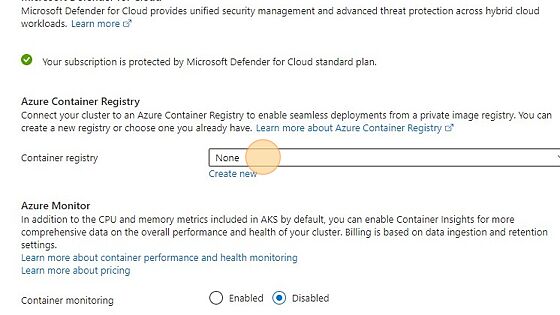 Microsoft Defender for Cloud
Microsoft Defender for Cloud provides unified security management and advanced threat protection across hybrid cloud
workloads. Learn more
Your subscription is protected by Microsoft Defender for Cloud standard plan.
Azure Container Registry
Connect your cluster to an Azure Container Registry to enable seamless deployments from a private image registry. You can
create a new registry or choose one you already have. Learn more about Azure Container Registry
Container registry
None
Create new
Azure Monitor
In addition to the CPU and memory metrics included in AKS by default, you can enable Container Insights for more
comprehensive data on the overall performance and health of your cluster. Billing is based on data ingestion and retention
settings.
Learn more about container performance and health monitoring
Learn more about pricing
Container monitoring
Enabled
Disabled